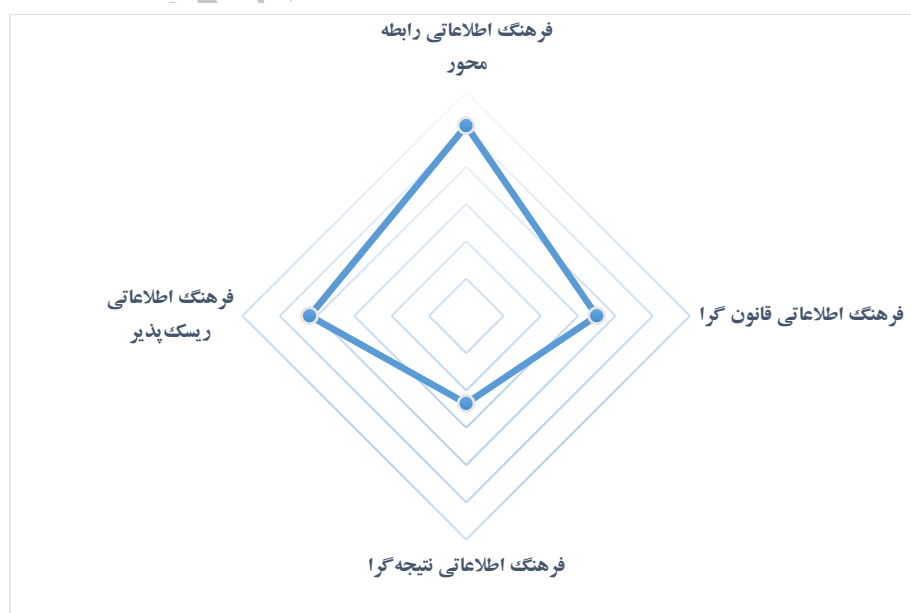 فرهنگ اطلاعاتی رابطه
محور
فرهنگ اطلاعاتی قانون گرا
فرهنگ اطلاعاتی
ریسک‌پذیر
فرهنگ اطلاعاتی نتیجه‌گرا